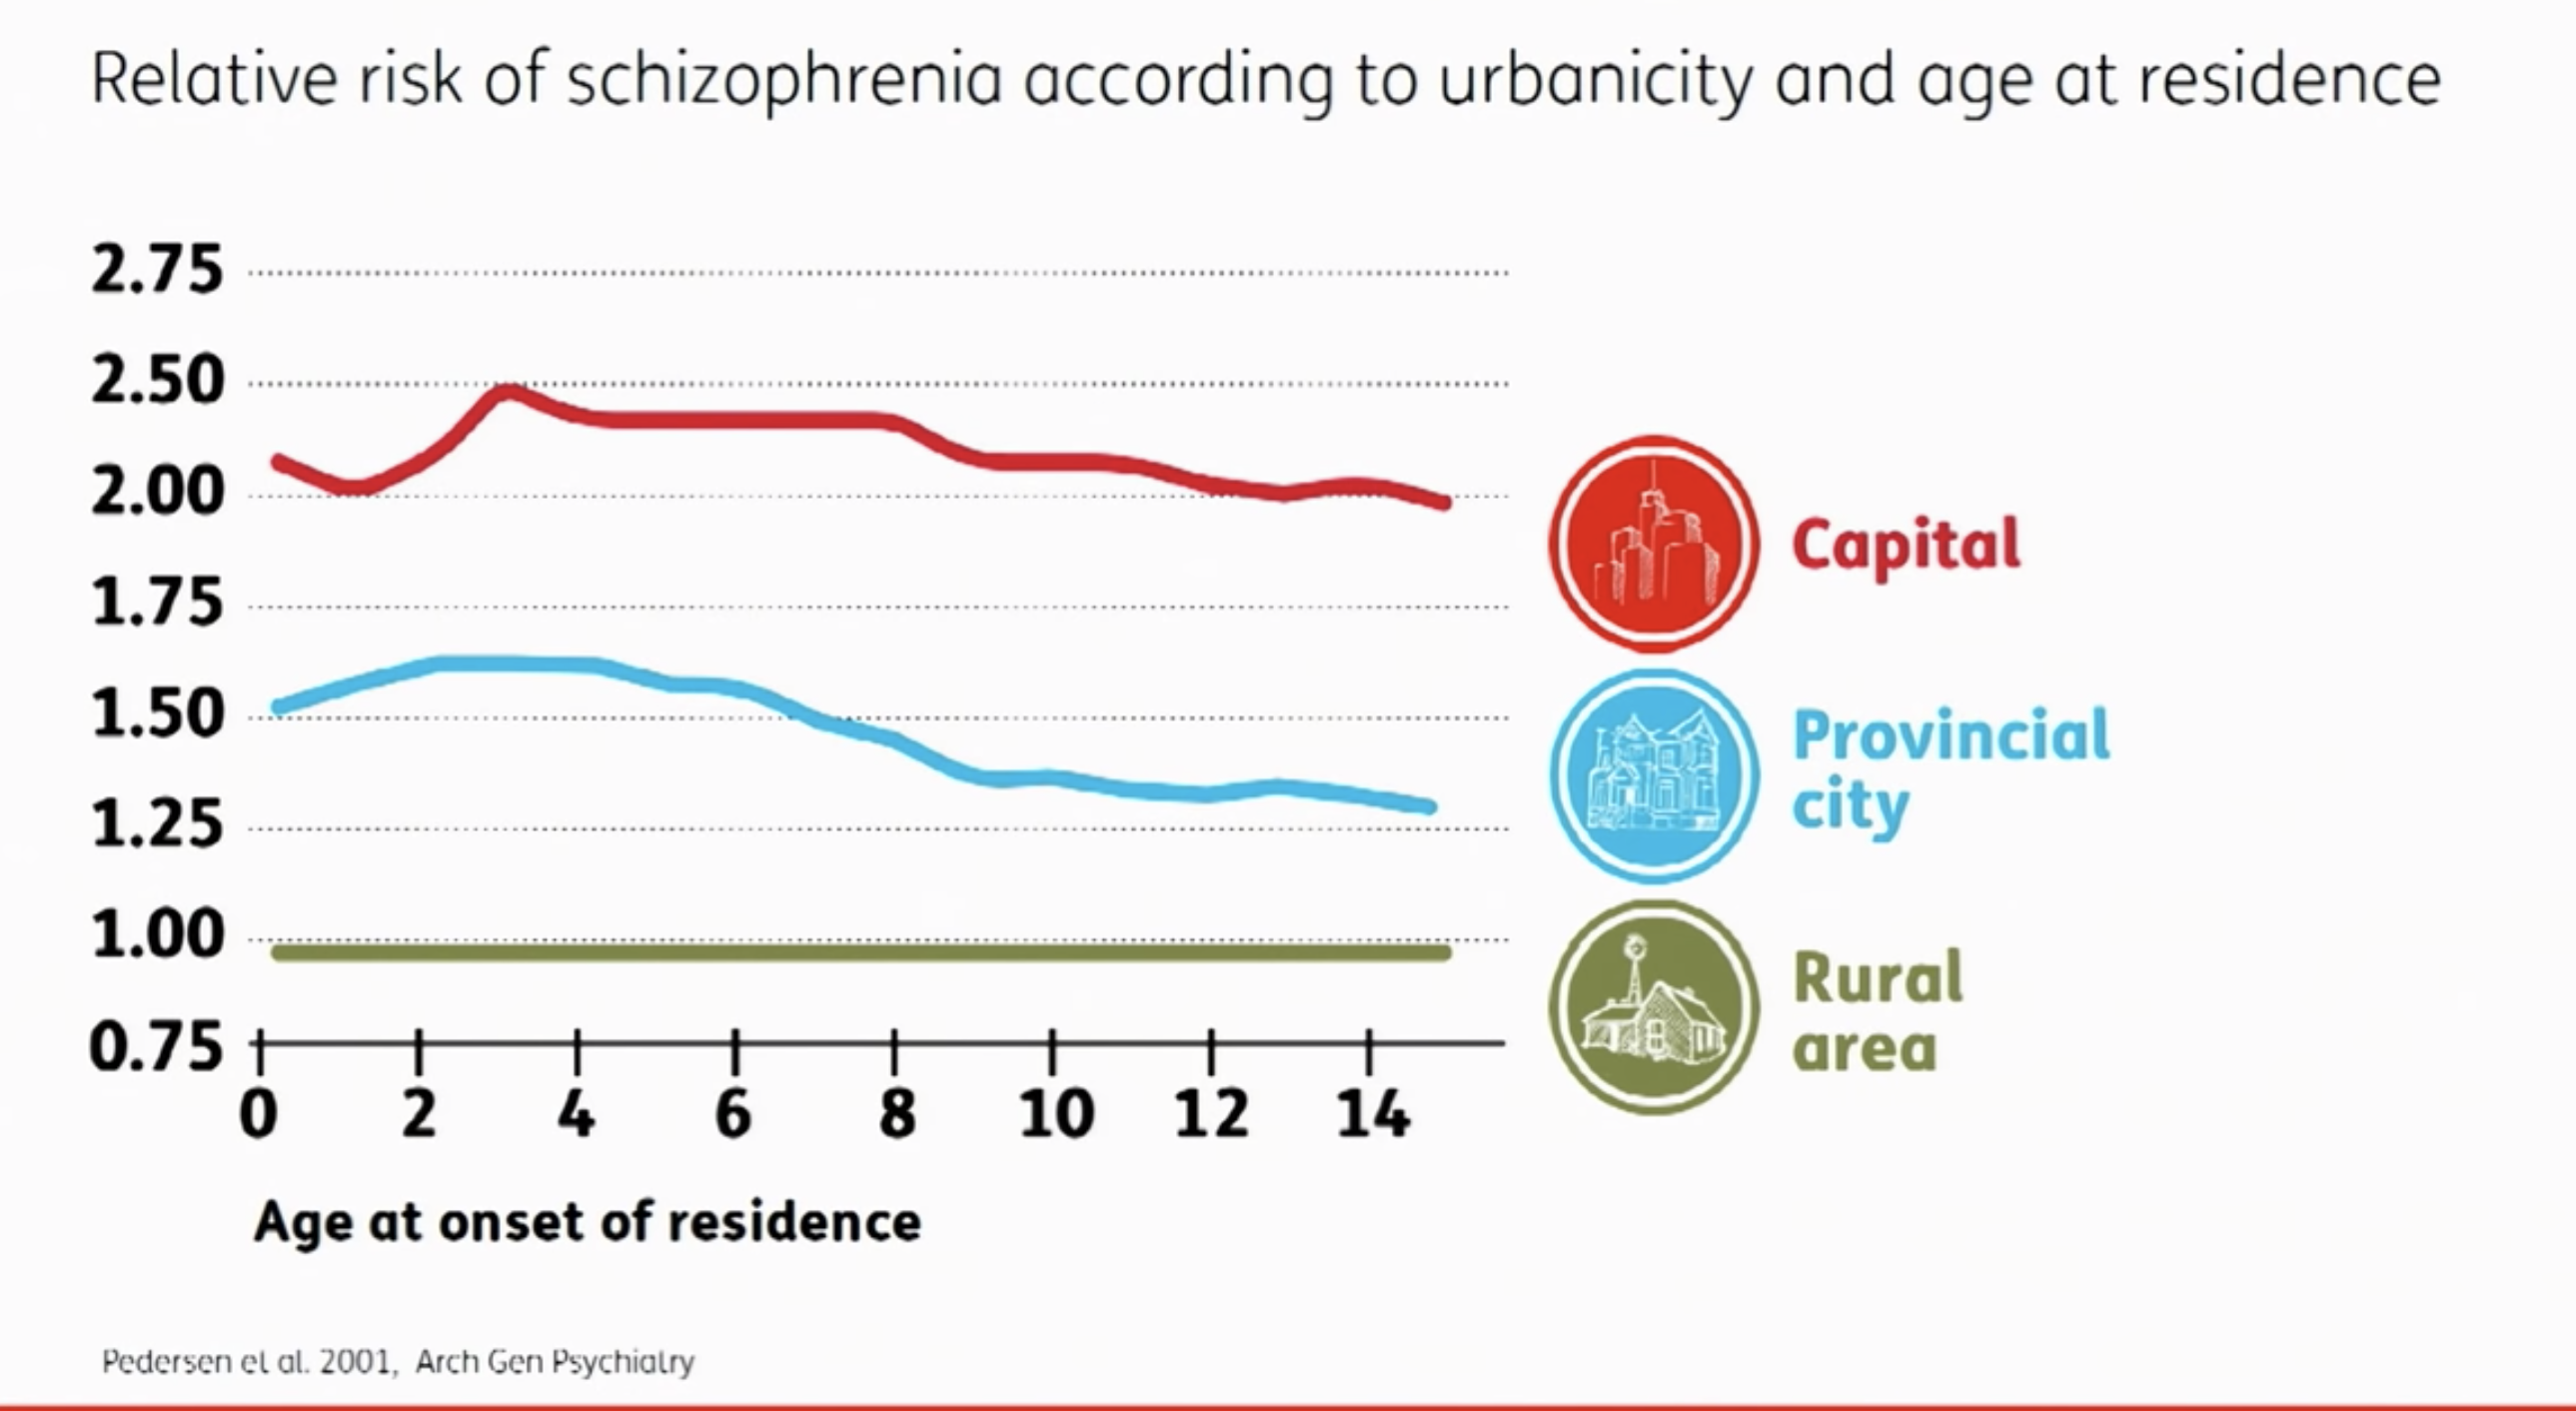 Relative risk of schizophrenia according to urbanicity and age at residence
2.75
2.50
2.00
1.75
1.50
1.25
1.00
0.75
0 2 4 6 8 10 12 14
Age at onset of residence
Capital
Provincial
city
Rural
area
Pedersen et al. 2001, Arch Gen Psychiatry